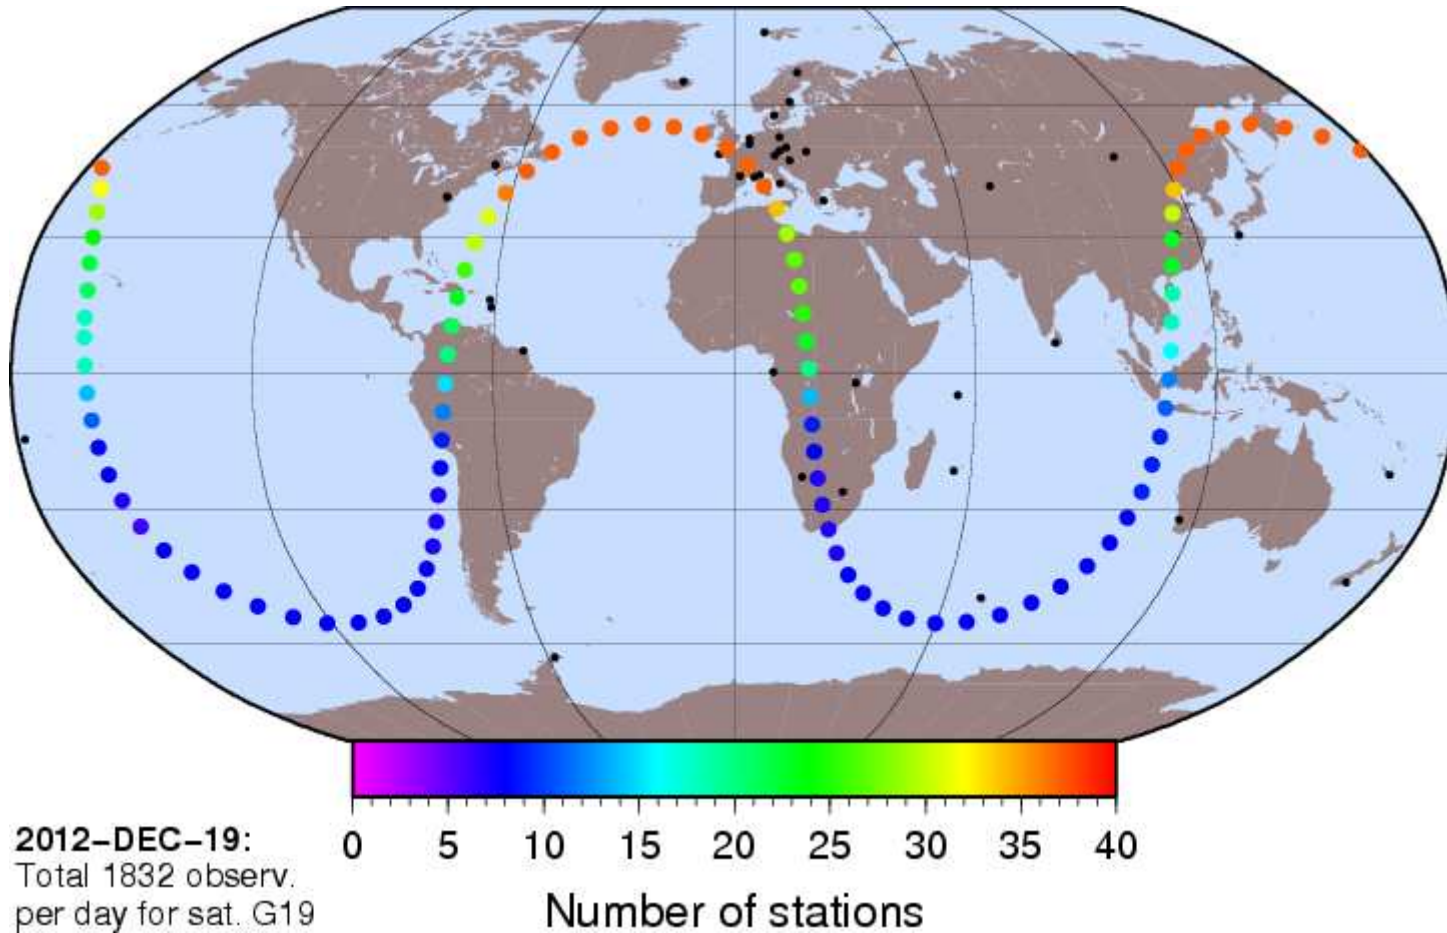 0 5 10 15 20 25 30 35 40
Number of stations
2012-DEC-19:
Total 1832 observ.
per day for sat. G19